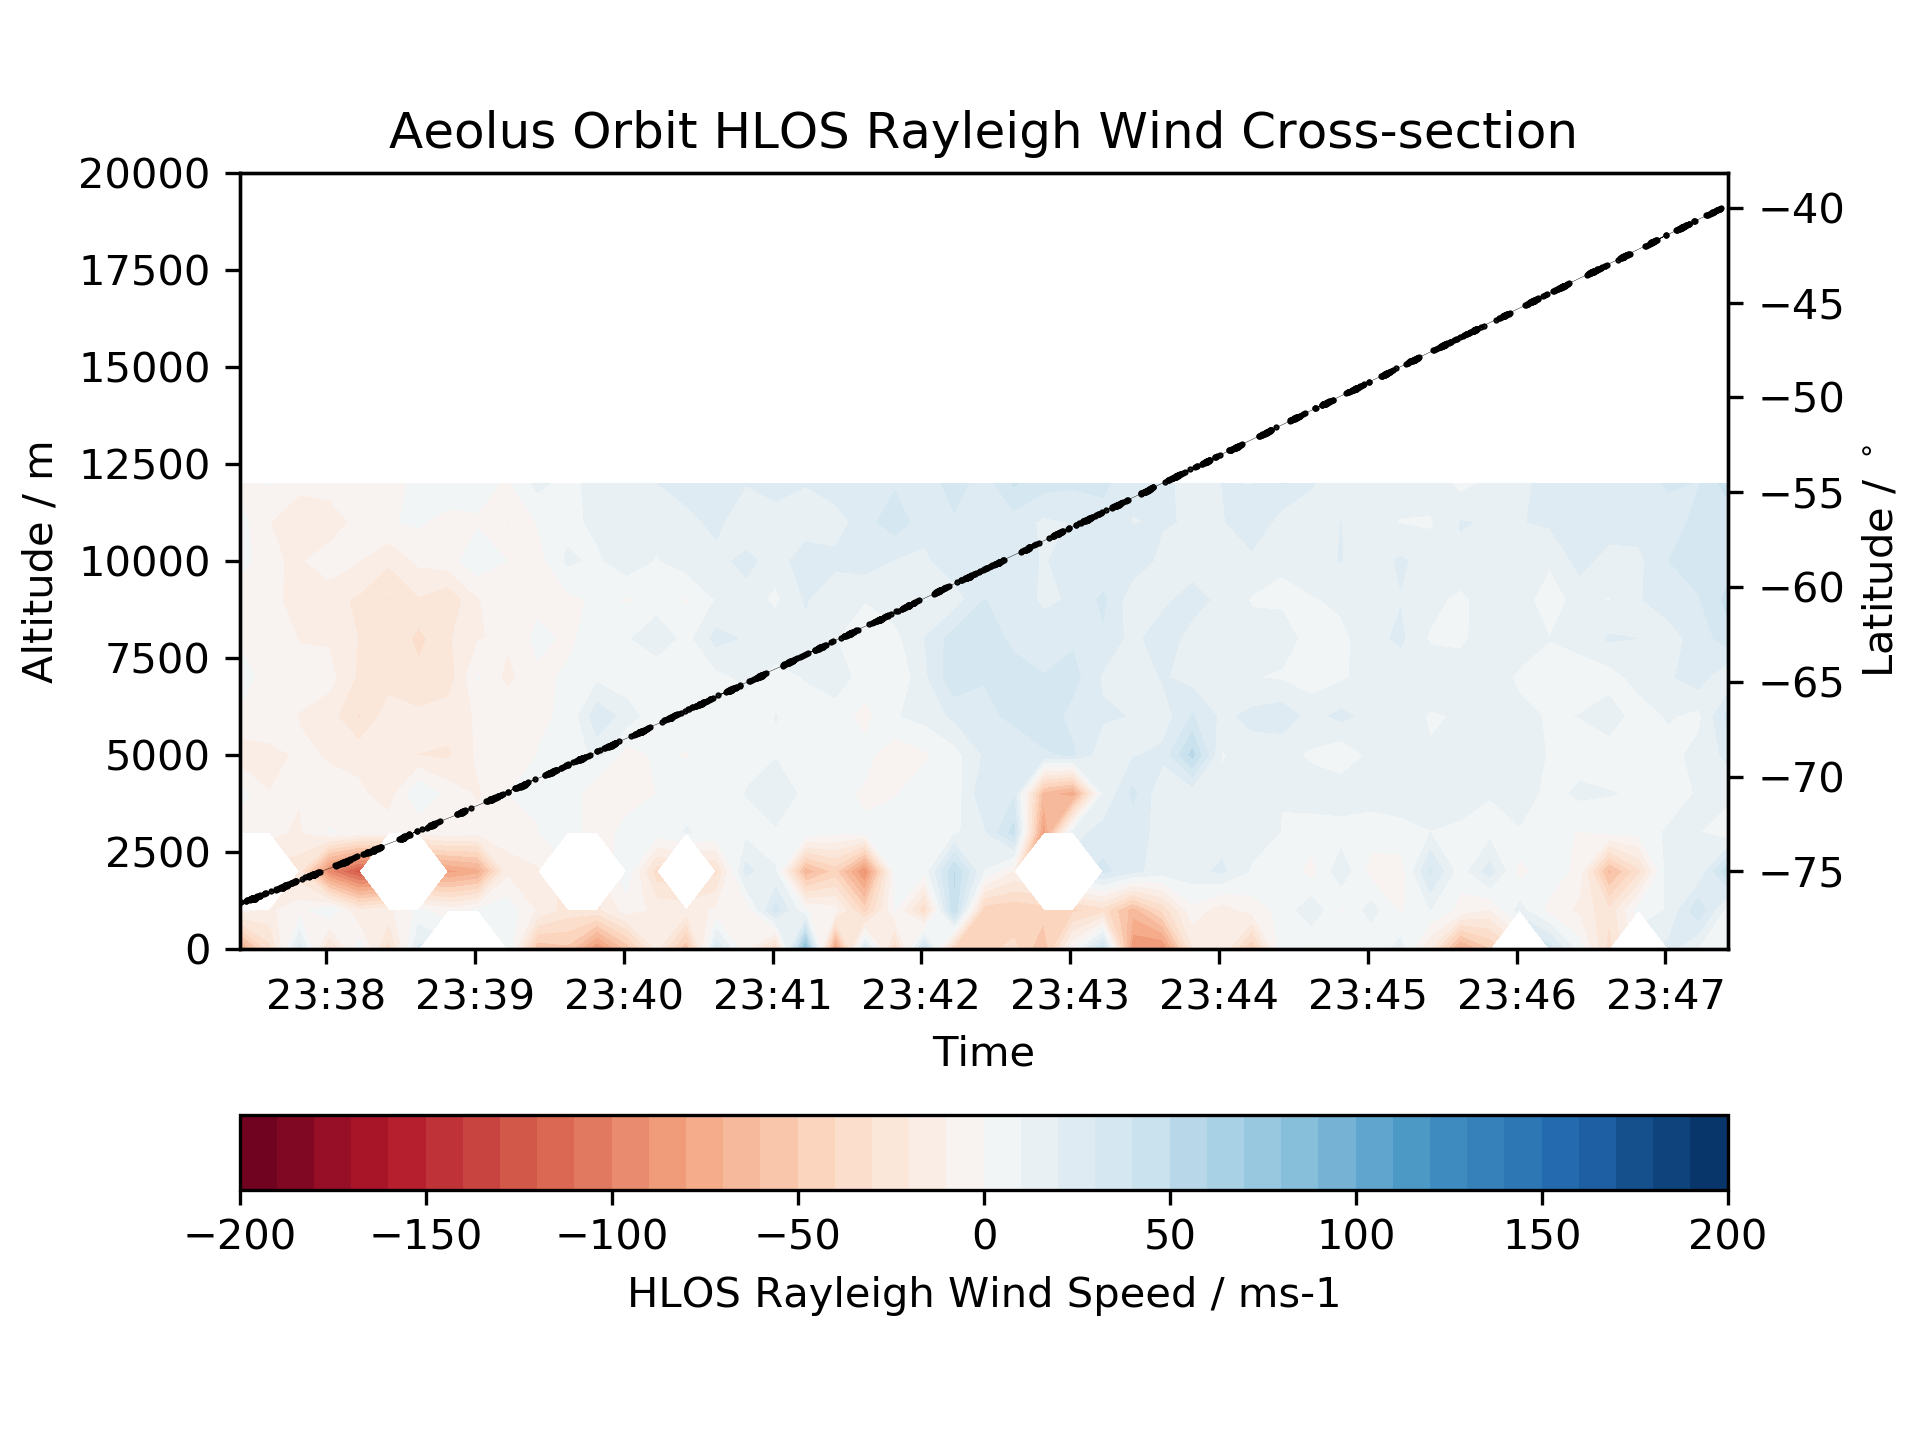 Aeolus Orbit HLOS Rayleigh Wind Cross-section
20000
17500
15000
12500
10000
7500
5000
2500
0
Altitude / m
−40
−45
−50
−55
−60
−65
−70
−75
Latitude / °
23:38 23:39 23:40 23:41 23:42 23:43 23:44 23:45 23:46 23:47
Time
−200 −150 −100 −50 0 50 100 150 200
HLOS Rayleigh Wind Speed / ms-1